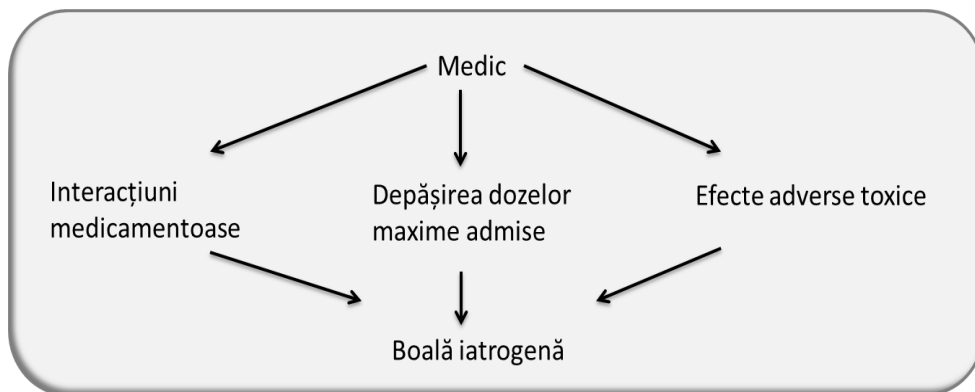 Medic
Interacțiuni
medicamentoase
Depășirea dozelor
maxime admise
Efecte adverse toxice
Boală iatrogenă